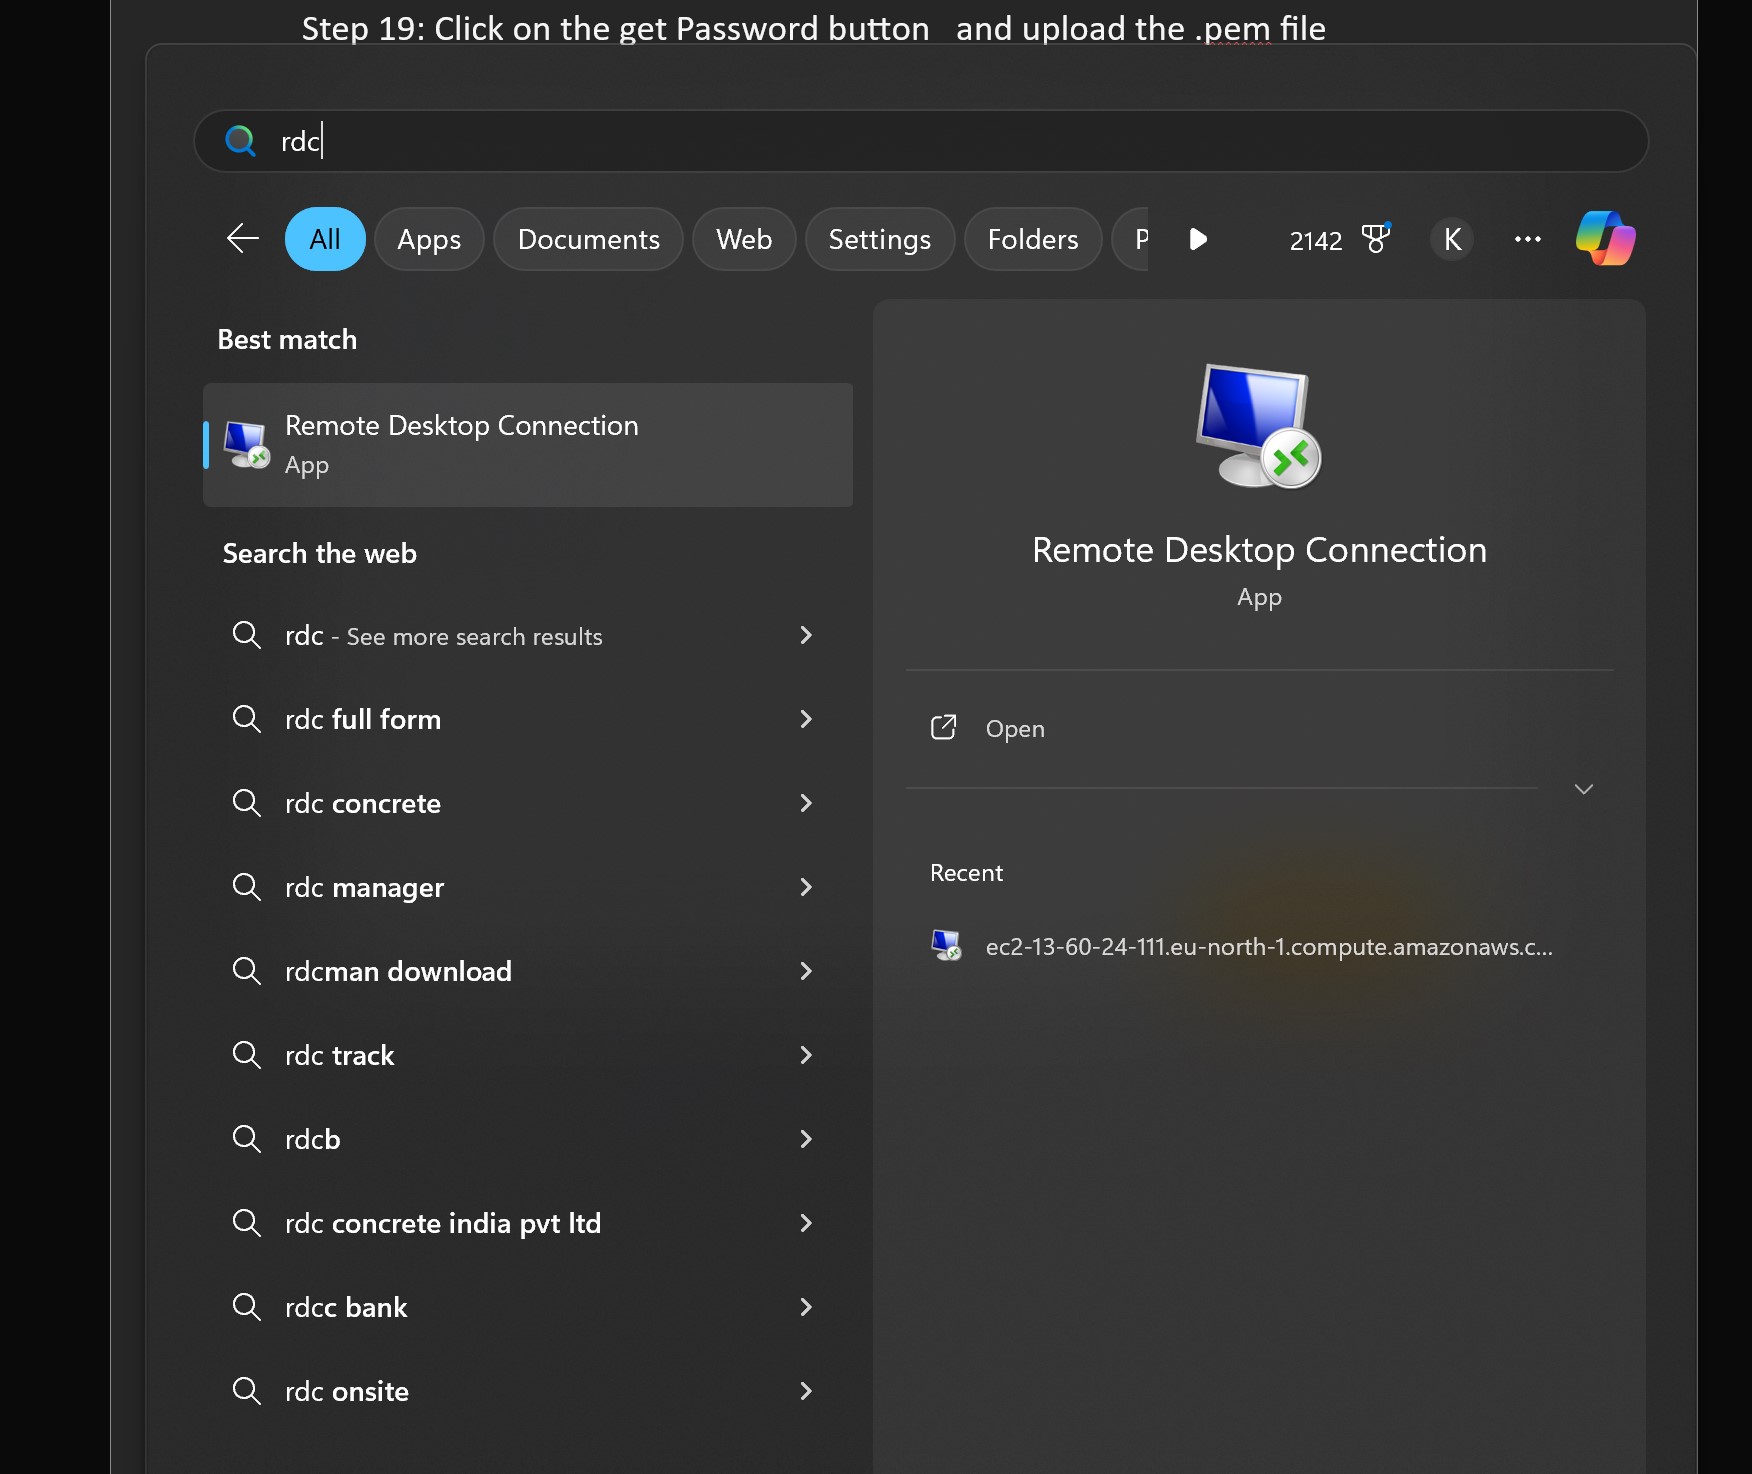 Step 19: Click on the get Password button   and upload the .pem file
rdc
All
Apps
Documents
Web
Settings
Folders
P
2142
K
Best match
Remote Desktop Connection
App
Search the web
rdc - See more search results
rdc full form
rdc concrete
rdc manager
rdcman download
rdc track
rdcb
rdc concrete india pvt ltd
rdcc bank
rdc onsite
Remote Desktop Connection
App
Open
Recent
ec2-13-60-24-111.eu-north-1.compute.amazonaws.c...